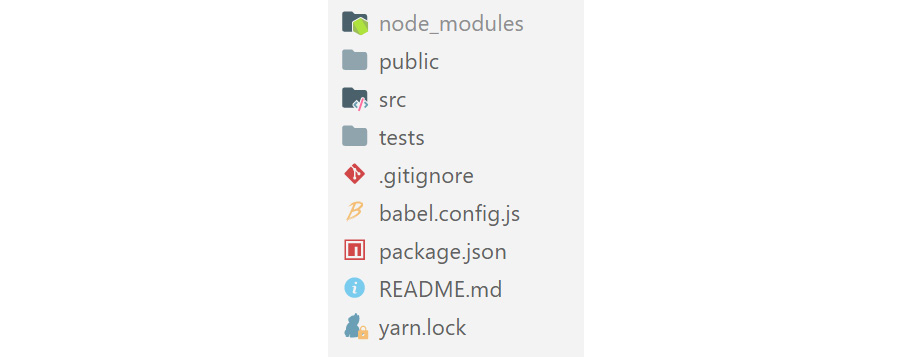 node_modules
public
src
tests
.gitignore
babel.config.js
package.json
README.md
yarn.lock